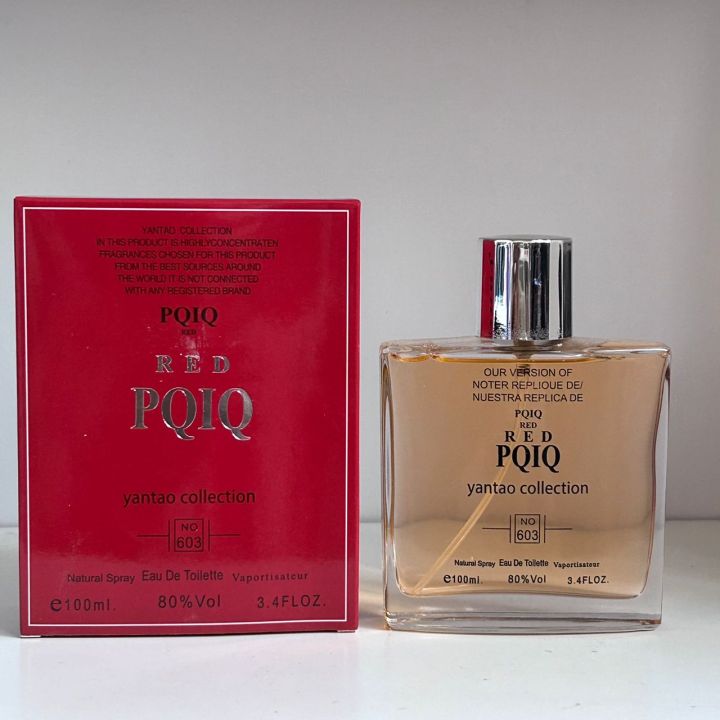 YANTAO COLLECTION
IN THIS PRODUCT IS HIGHLYCONCENTRATEN
FRAGRANCES CHOSEN FOR THIS PRODUCT
FROM THE BEST SOURCES AROUND
THE WORLD IT IS NOT CONNECTED
WITH ANY REGISTERED BRAND
PQIQ
RED
RED
PQIQ
yantao collection
NO
603
Natural Spray Eau De Toilette Vaportisateur
e100ml. 80%Vol 3.4FLOZ.
OUR VERSION OF
NOTER REPLIQUE DE/
NUESTRA REPLICA DE
PQIQ
RED
RED
PQIQ
yantao collection
NO
603
Natural Spray Eau De Toilette Vaportisateur
e100ML. 80%Vol 3.4FLOZ.